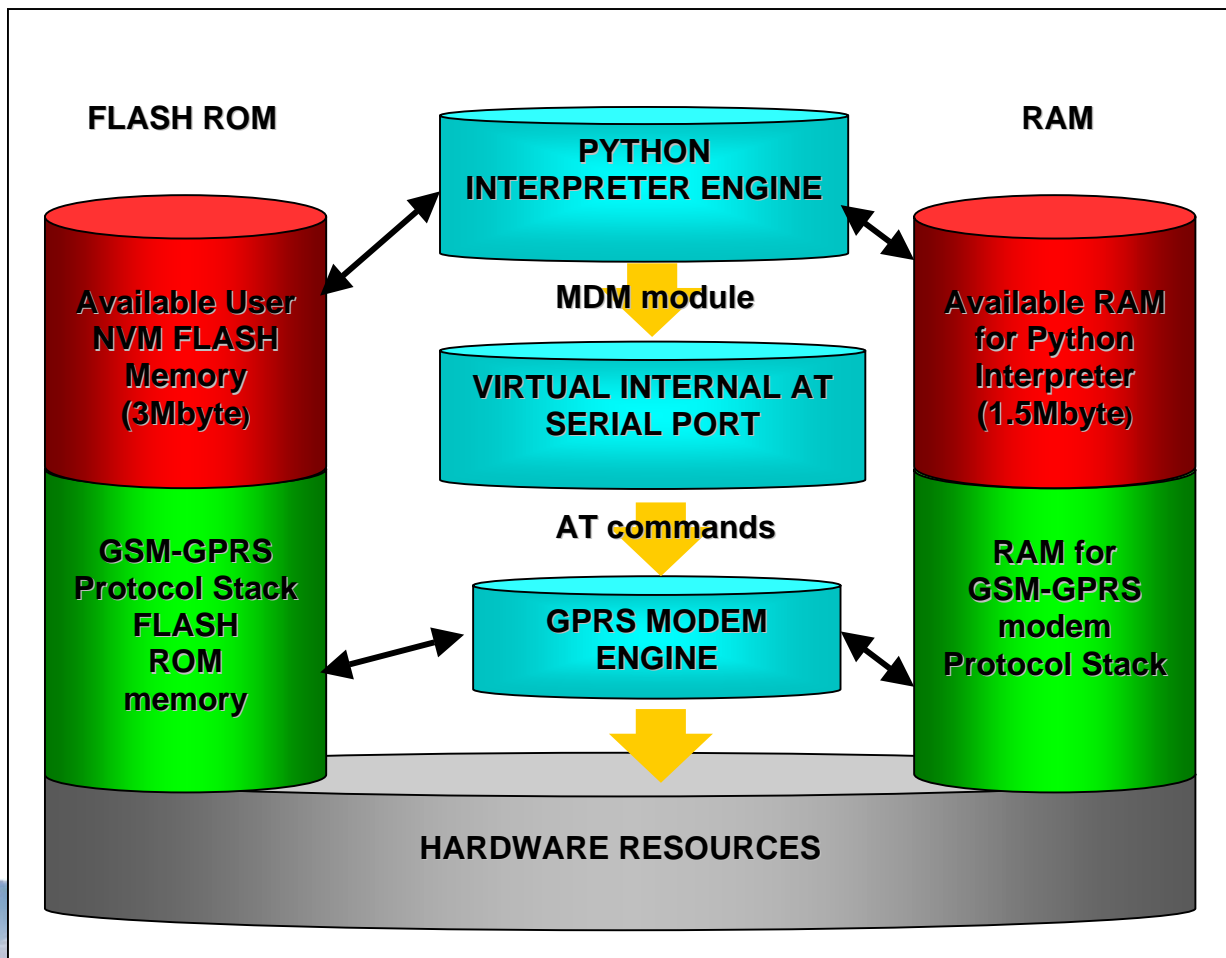 FLASH ROM
RAM
PYTHON
INTERPRETER ENGINE
Available User
NVM FLASH
Memory
(3Mbyte)
MDM module
Available RAM
for Python
Interpreter
(1.5Mbyte)
VIRTUAL INTERNAL AT
SERIAL PORT
AT commands
GSM-GPRS
Protocol Stack
FLASH
ROM
memory
GPRS MODEM
ENGINE
RAM for
GSM-GPRS
modem
Protocol Stack
HARDWARE RESOURCES